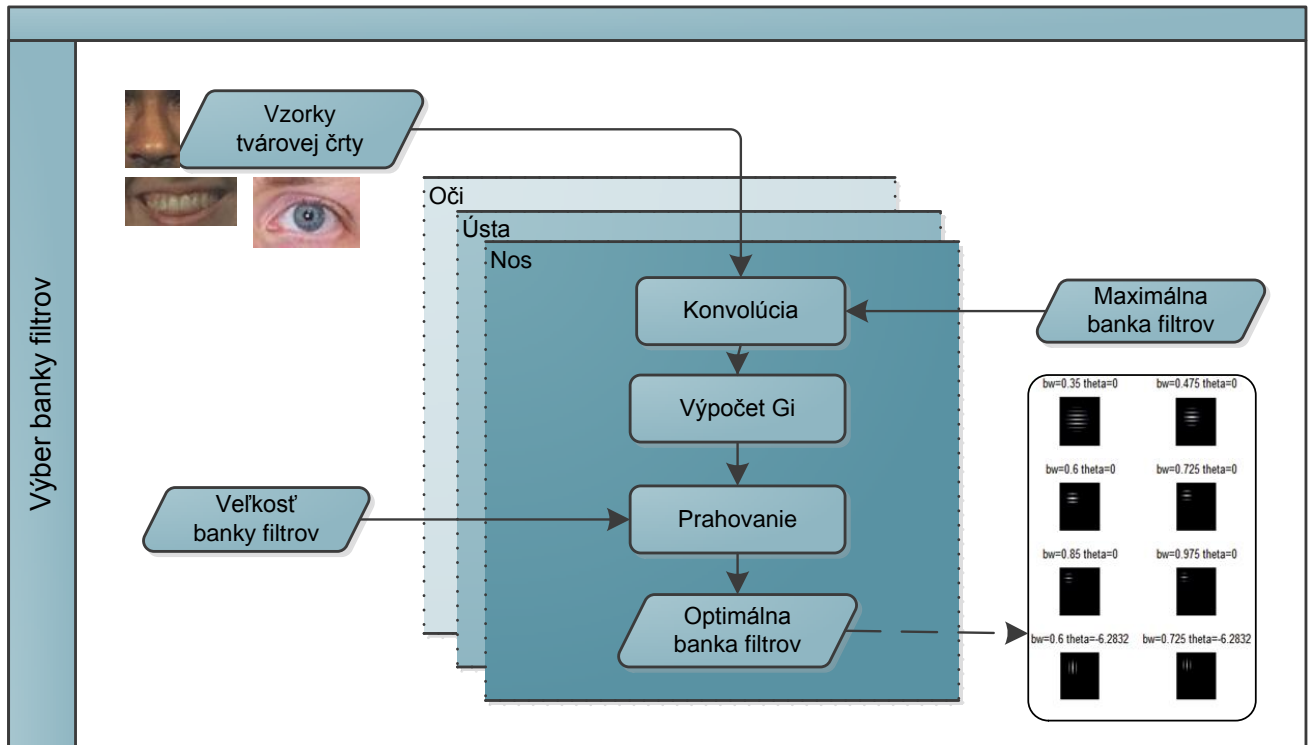 Výber banky filtrov
Vzorky
tvárovej črty
Oči
Ústa
Nos
Konvolúcia
Maximálna
banka filtrov
Výpočet Gi
Veľkosť
banky filtrov
Prahovanie
Optimálna
banka filtrov
bw=0.35 theta=0
bw=0.475 theta=0
bw=0.6 theta=0
bw=0.725 theta=0
bw=0.85 theta=0
bw=0.975 theta=0
bw=0.6 theta=-6.2832
bw=0.725 theta=-6.2832